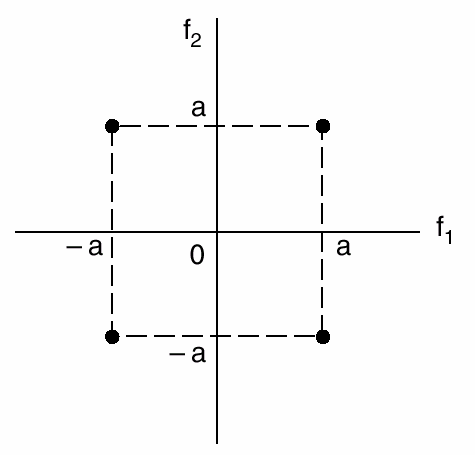 f₂
a
f₁
– a
0
a
– a